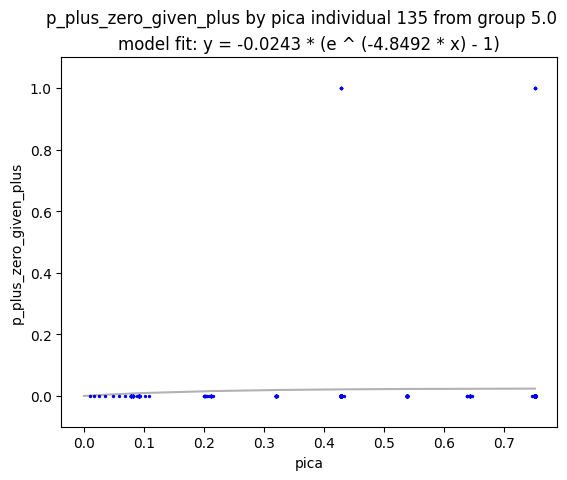 p_plus_zero_given_plus by pica individual 135 from group 5.0
model fit: y = -0.0243 * (e ^ (-4.8492 * x) - 1)
1.0
0.8
0.6
0.4
0.2
0.0
p_plus_zero_given_plus
0.0 0.1 0.2 0.3 0.4 0.5 0.6 0.7
pica